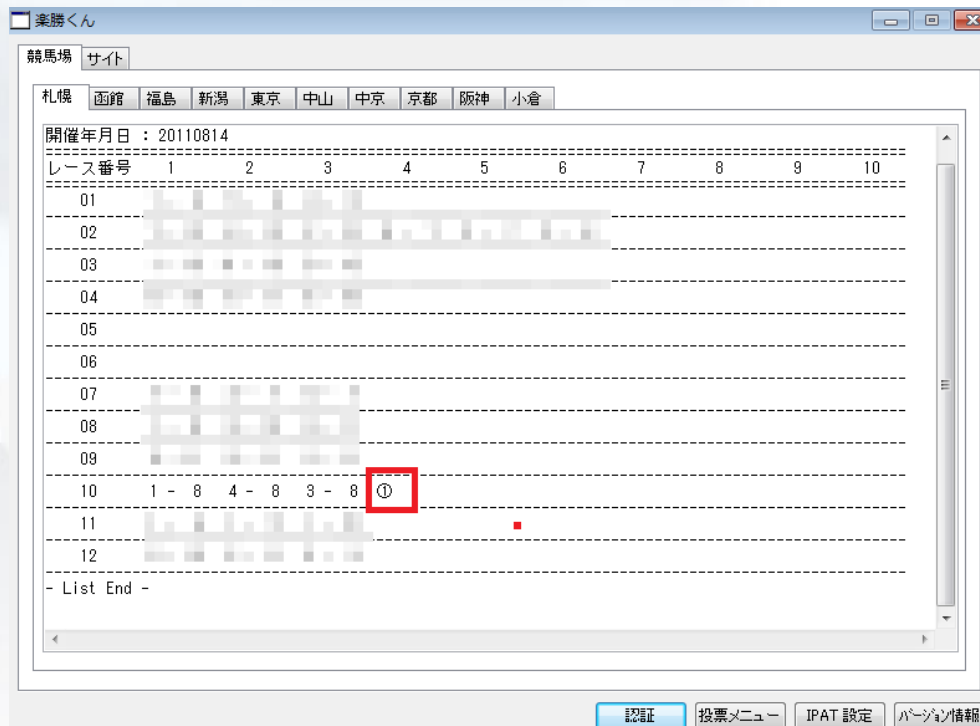 楽勝くん
競馬場 サイト
札幌 函館 福島 新潟 東京 中山 中京 京都 阪神 小倉
開催年月日 : 20110814
レース番号 1 2 3 4 5 6 7 8 9 10
01
02
03
04
05
06
07
08
09
10 1 - 8 4 - 8 3 - 8 ①
11
12
- List End -
認証 投票メニュー IPAT 設定 バージョン情報